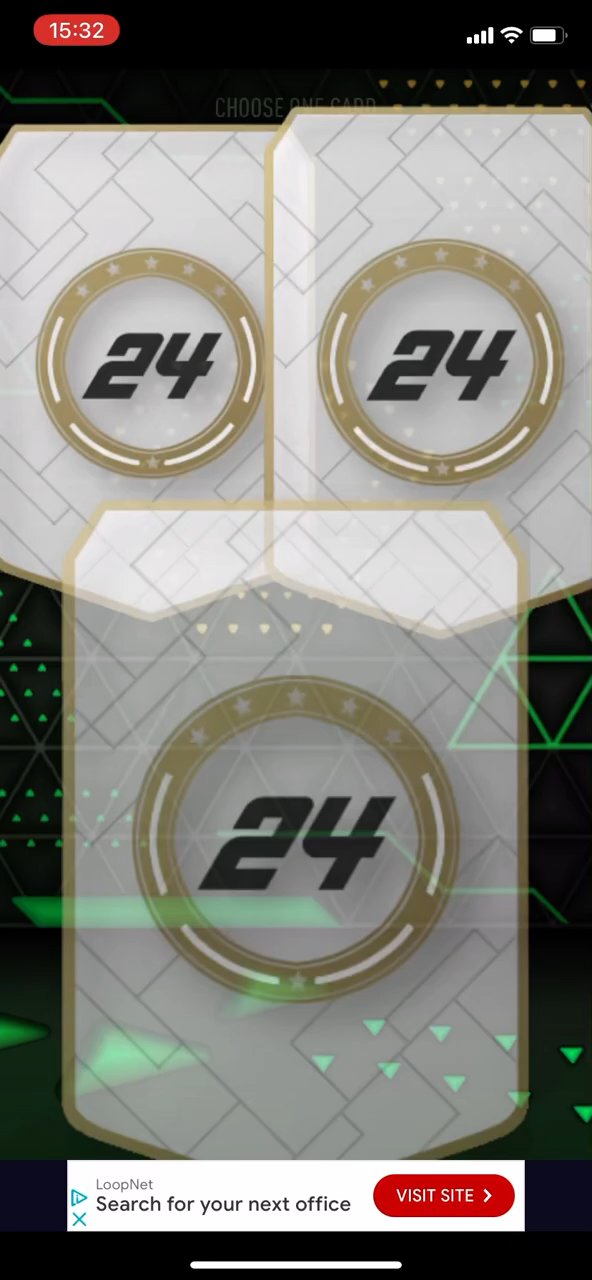 15:32
CHOOSE ONE CARD
24
24
24
LoopNet
Search for your next office
VISIT SITE